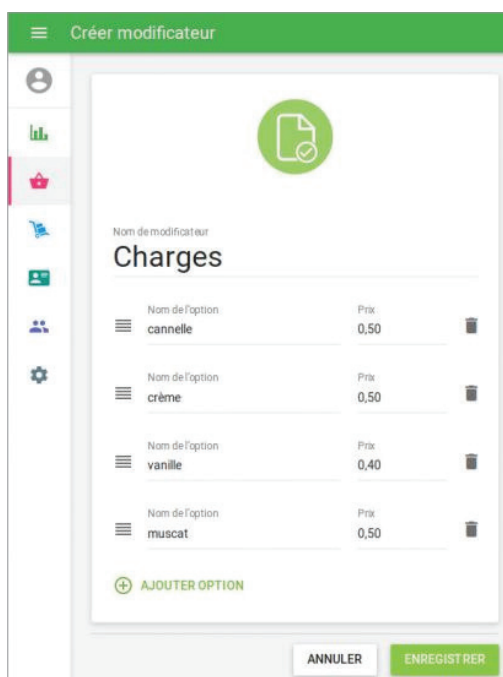 Créer modificateur
Nom de modificateur
Charges
Nom de l'option Prix
cannelle 0,50
Nom de l'option Prix
crème 0,50
Nom de l'option Prix
vanille 0,40
Nom de l'option Prix
muscat 0,50
AJOUTER OPTION
ANNULER ENREGISTRER